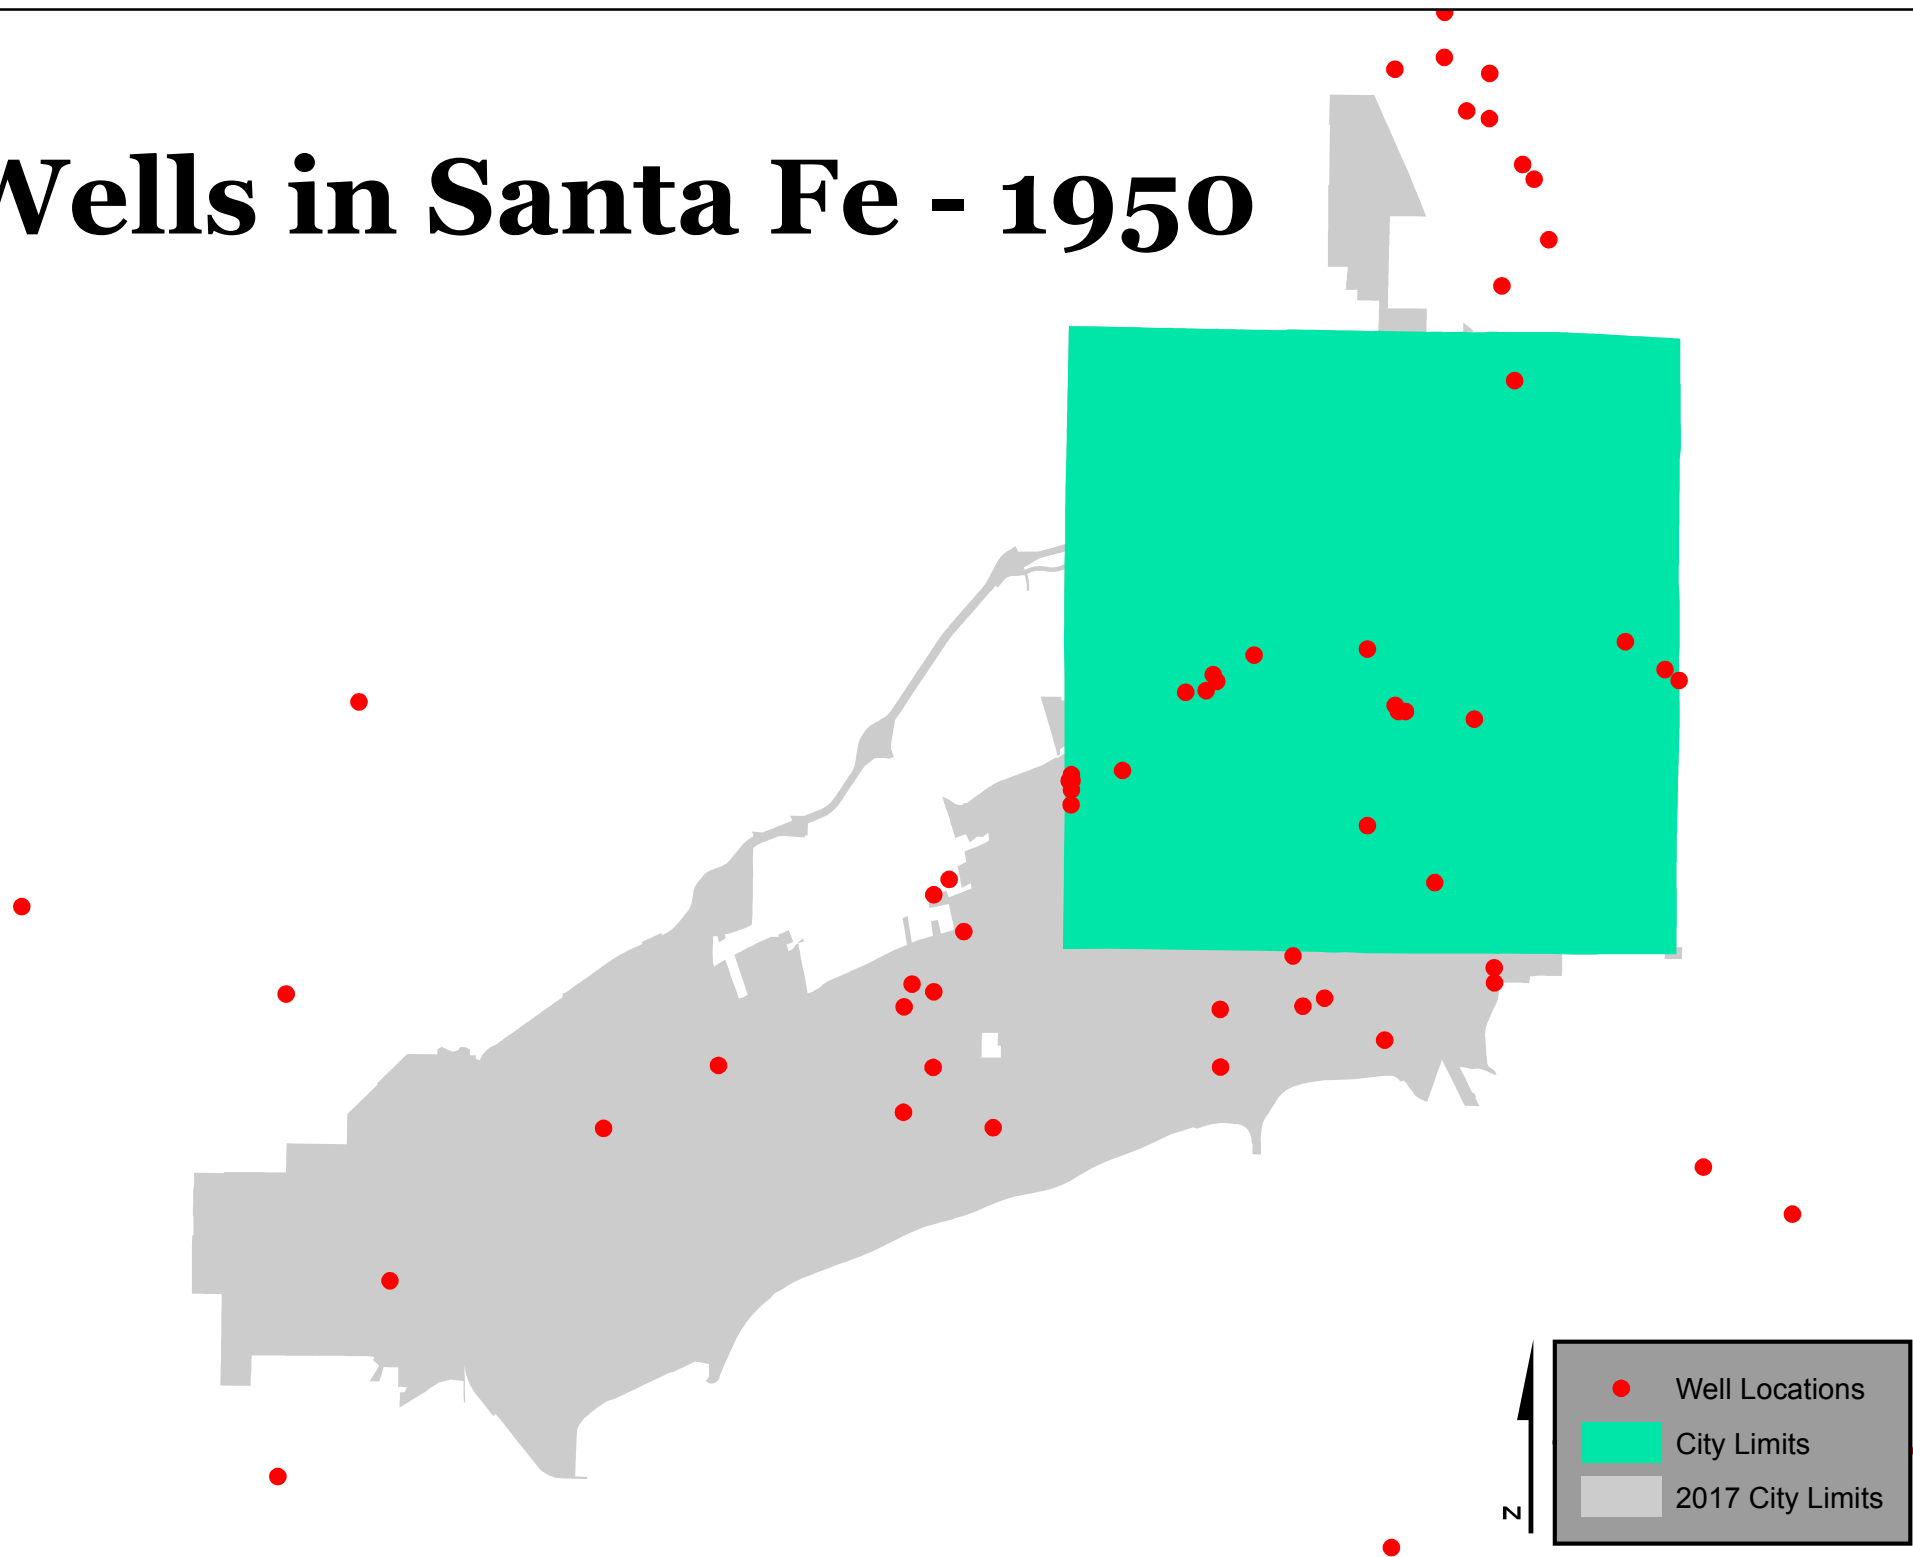 Wells in Santa Fe - 1950
Well Locations
City Limits
2017 City Limits
N